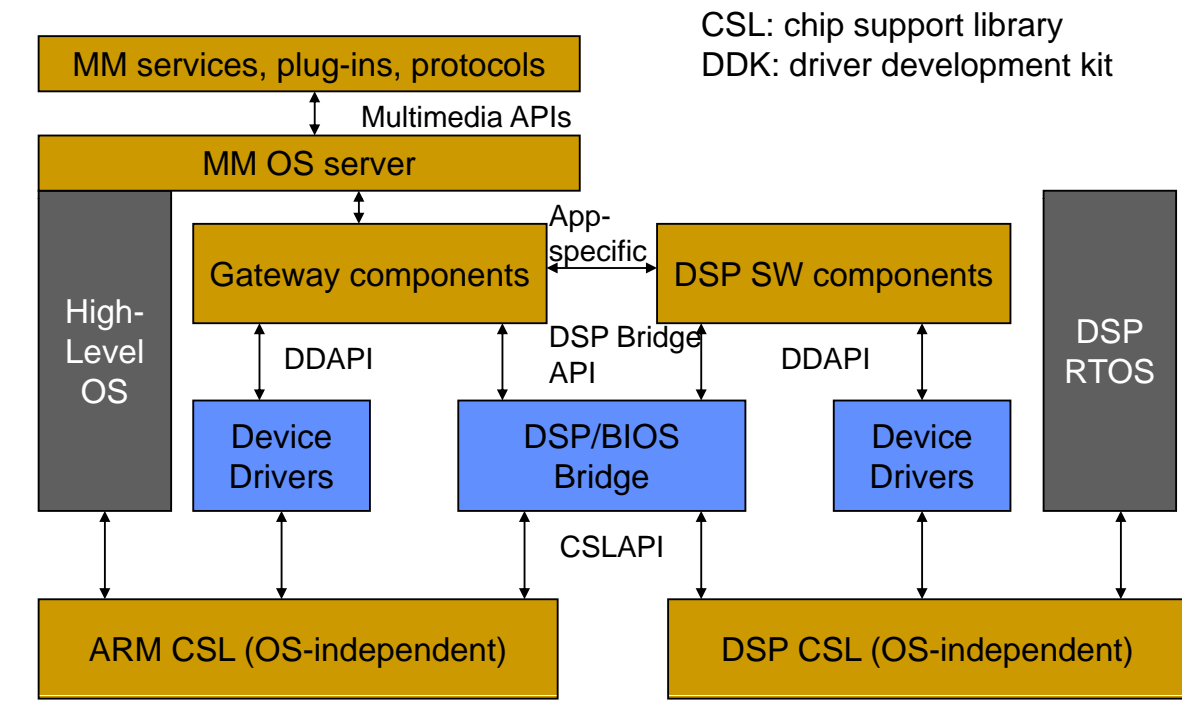 CSL: chip support library
DDK: driver development kit
MM services, plug-ins, protocols
Multimedia APIs
MM OS server
App-
specific
Gateway components
DSP SW components
High-
Level
OS
DSP
RTOS
DDAPI
DSP Bridge
API
DDAPI
Device
Drivers
DSP/BIOS
Bridge
Device
Drivers
CSLAPI
ARM CSL (OS-independent)
DSP CSL (OS-independent)